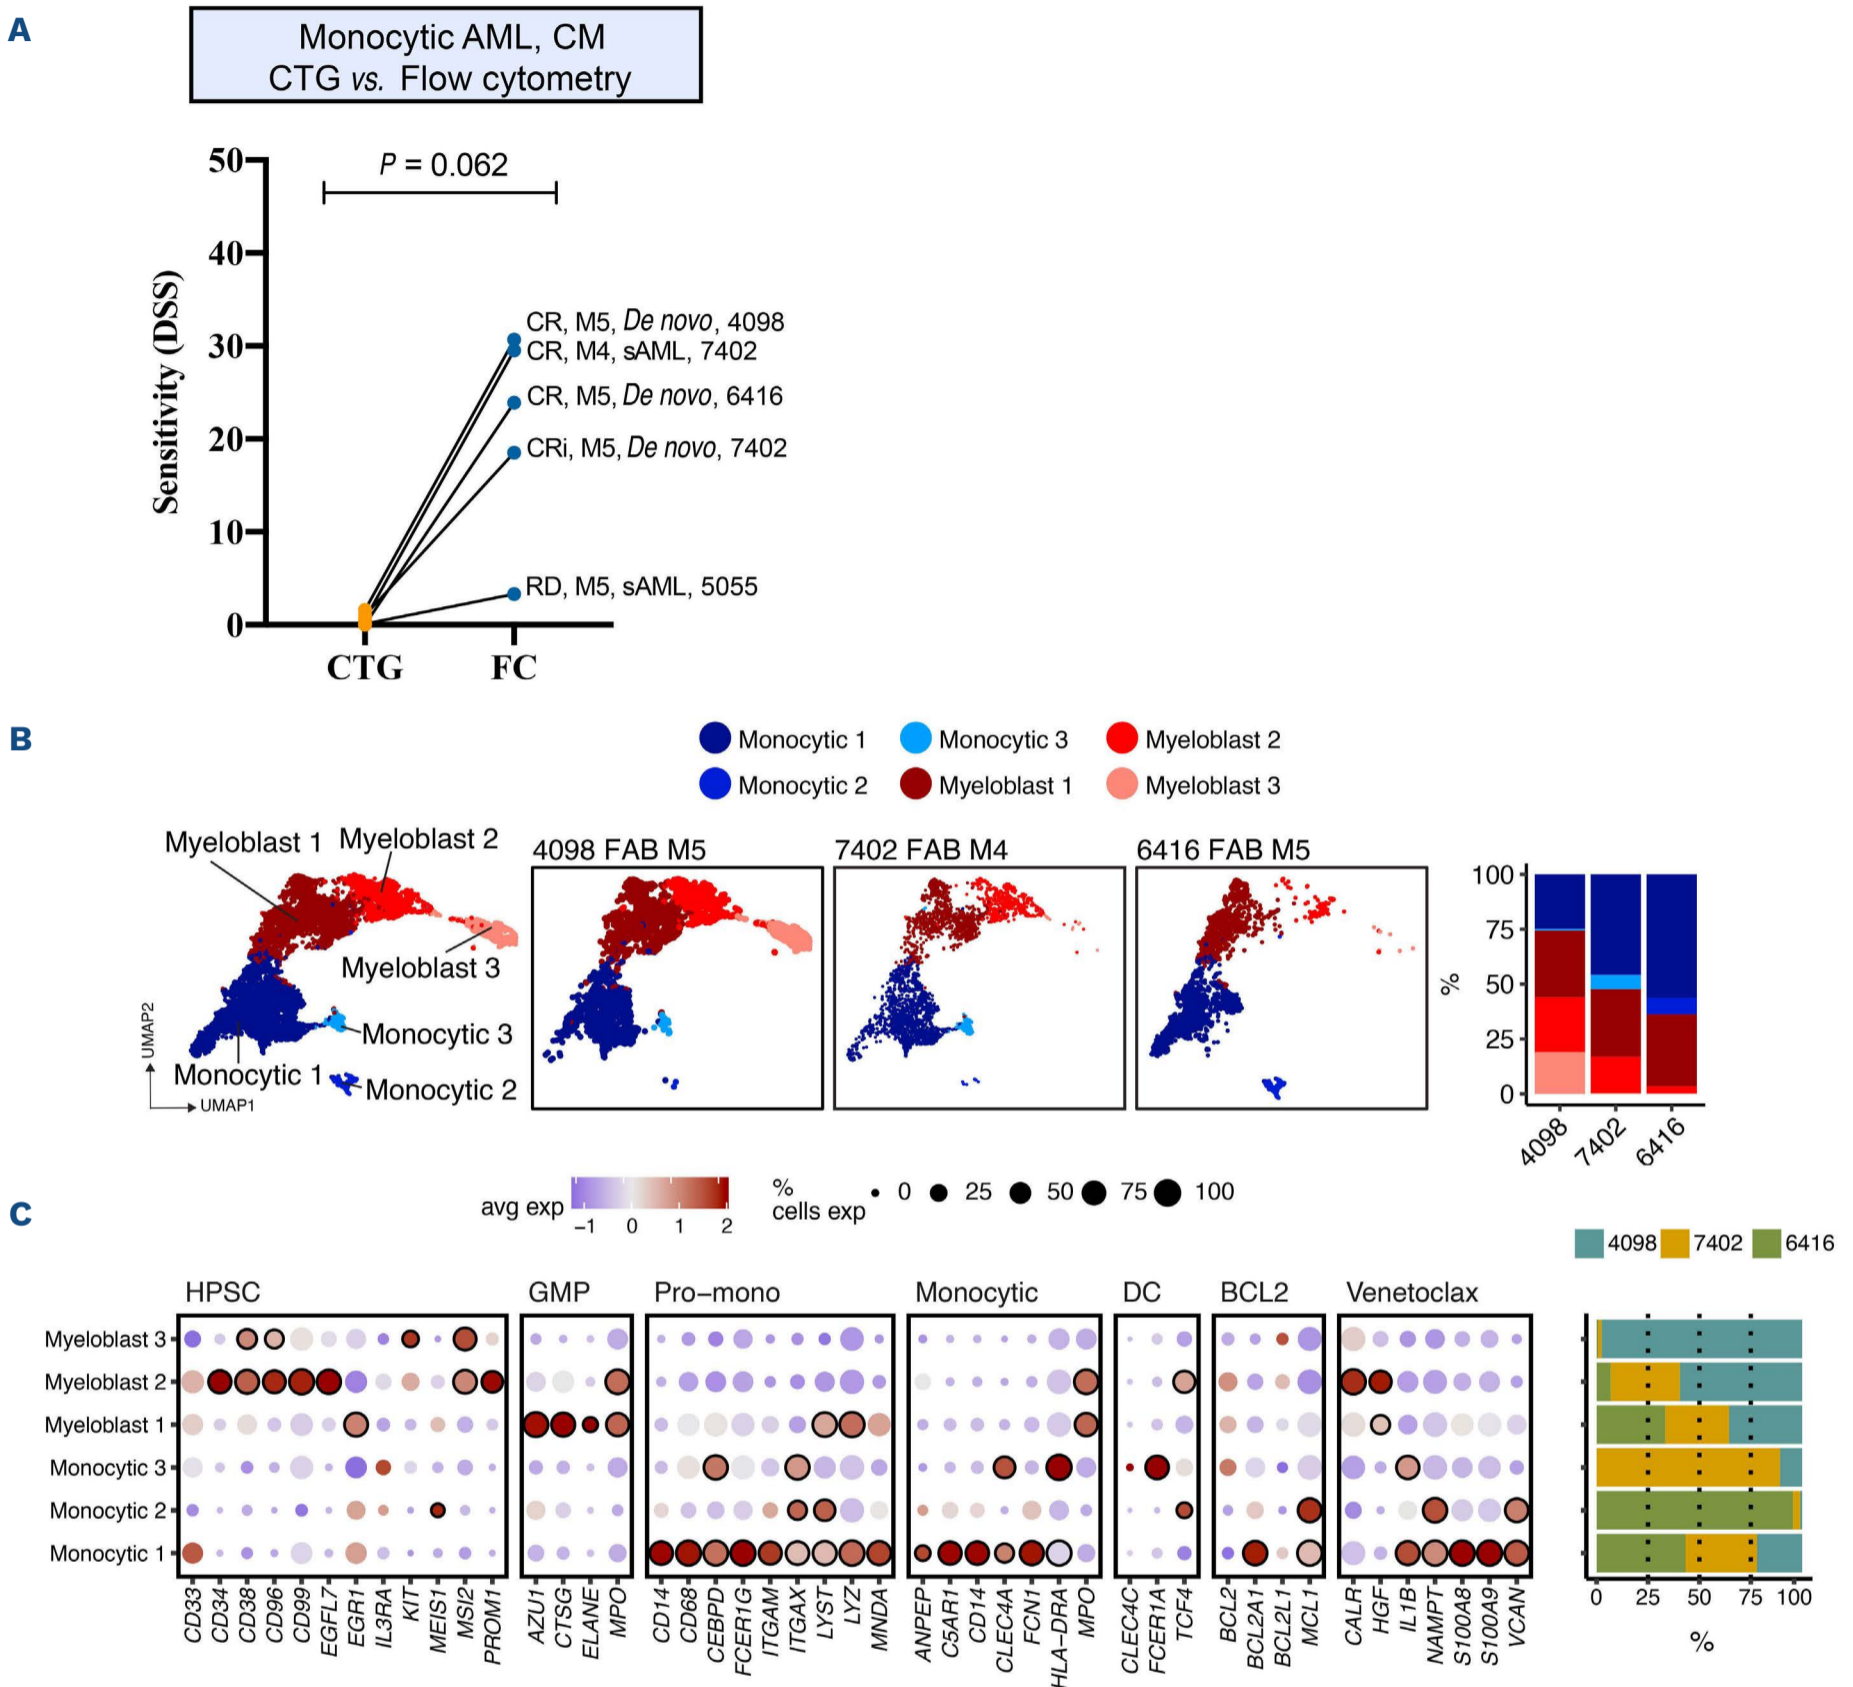 A
Monocytic AML, CM
CTG vs. Flow cytometry
P = 0.062
Sensitivity (DSS)
50
40
30
20
10
0
CR, M5, De novo, 4098
CR, M4, sAML, 7402
CR, M5, De novo, 6416
CRi, M5, De novo, 7402
RD, M5, sAML, 5055
CTG FC
B
Monocytic 1 Monocytic 3 Myeloblast 2
Monocytic 2 Myeloblast 1 Myeloblast 3
Myeloblast 1 Myeloblast 2
Myeloblast 3
Monocytic 3
Monocytic 1
Monocytic 2
UMAP2
UMAP1
4098 FAB M5
7402 FAB M4
6416 FAB M5
%
100
75
50
25
0
4098 7402 6416
C
avg exp
−1 0 1 2
%
cells exp
0 25 50 75 100
4098 7402 6416
HPSC GMP Pro−mono Monocytic DC BCL2 Venetoclax
Myeloblast 3
Myeloblast 2
Myeloblast 1
Monocytic 3
Monocytic 2
Monocytic 1
CD33 CD34 CD38 CD96 CD99 EGFL7 EGR1 IL3RA KIT MEIS1 MSI2 PROM1
AZU1 CTSG ELANE MPO
CD14 CD68 CEBPD FCER1G ITGAM ITGAX LYST LYZ MNDA
ANPEP C5AR1 CD14 CLEC4A FCN1 HLA−DRA MPO
CLEC4C FCER1A TCF4
BCL2 BCL2A1 BCL2L1 MCL1
CALR HGF IL1B NAMPT S100A8 S100A9 VCAN
0 25 50 75 100
%